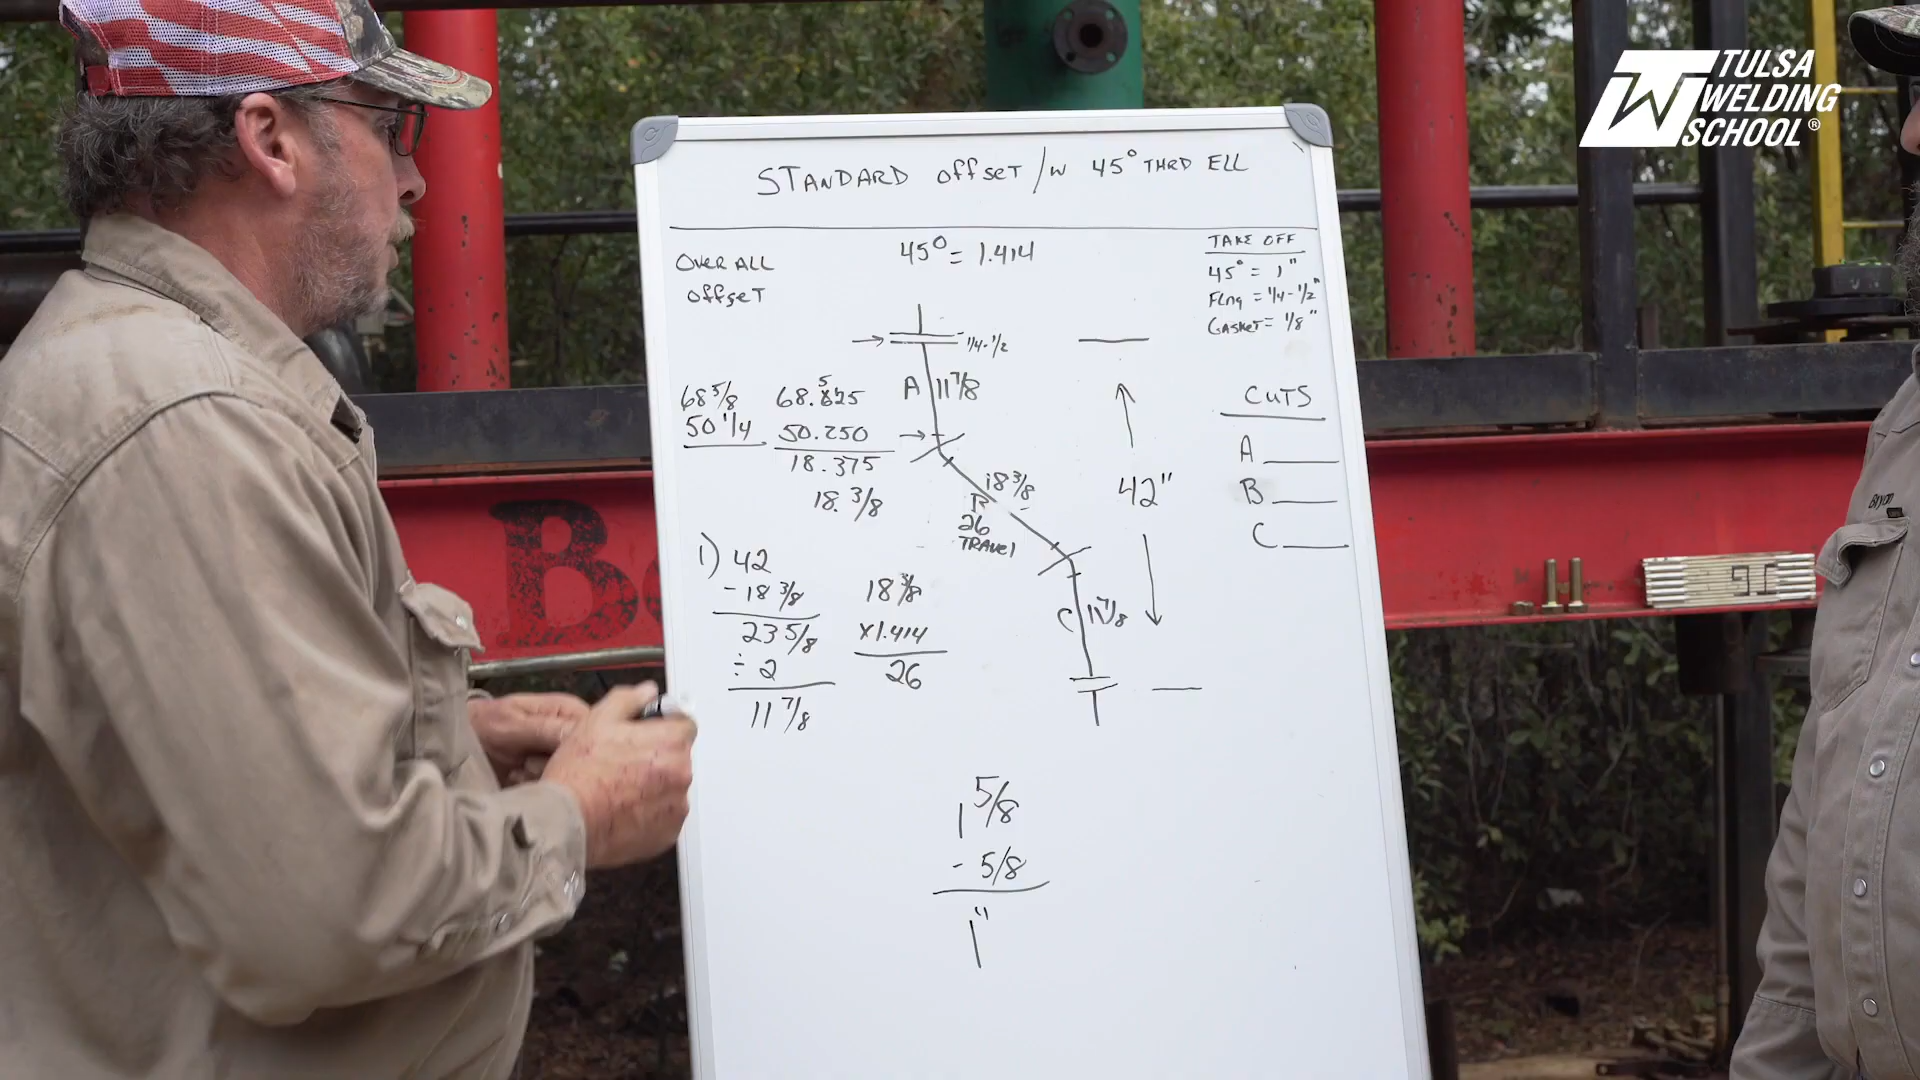 TULSA
WELDING
SCHOOL®
STANDARD OffSET /W 45° THRD ELL
OVER ALL
OffSET
45° = 1.414
TAKE OFF
45° = 1"
Flng = 1/4-1/2"
Gasket = 1/8"
1/4-1/2
68 5/8
50 1/4
50.250
18.375
18. 3/8
A 11 7/8
18 3/8
B
26
TRAVEL
42"
C 11 7/8
CUTS
A
B
C
1) 42
- 18 3/8
23 5/8
÷ 2
11 7/8
18 3/8
x1.414
26
1 5/8
- 5/8
1"
Bryan